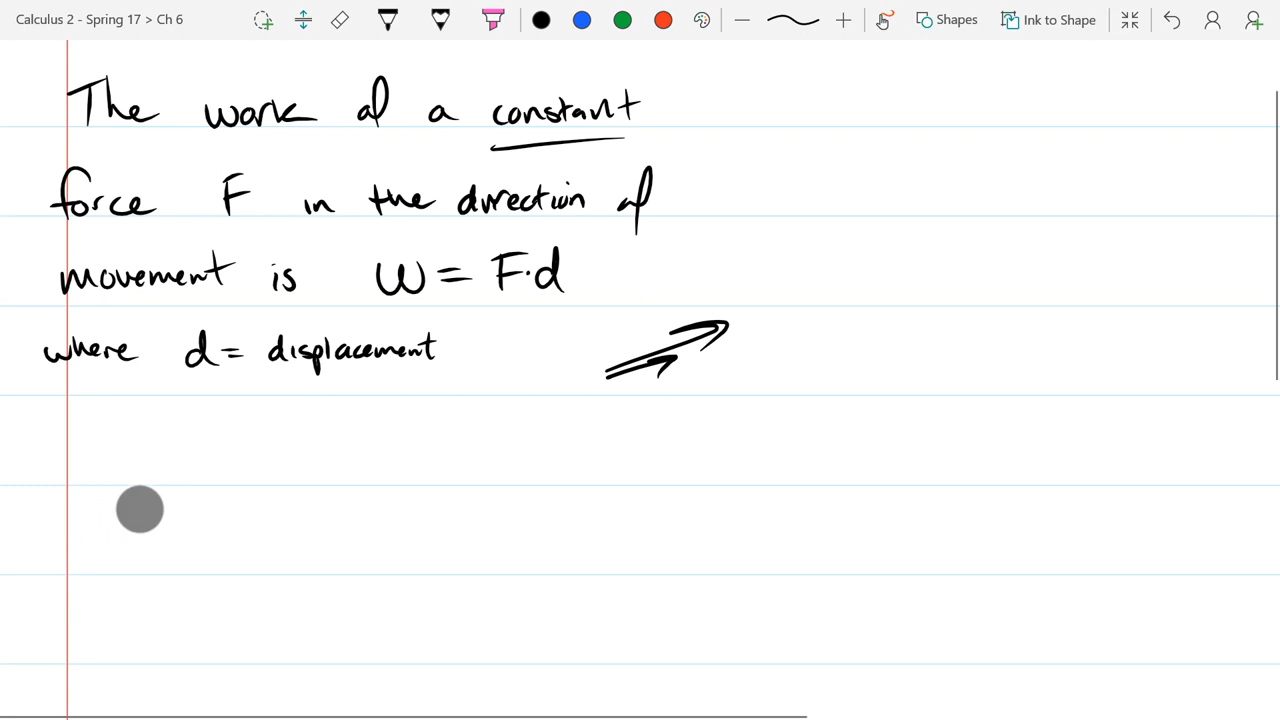 Calculus 2 - Spring 17 > Ch 6
Shapes
Ink to Shape
The work of a constant
force F in the direction of
movement is W = F·d
where d = displacement